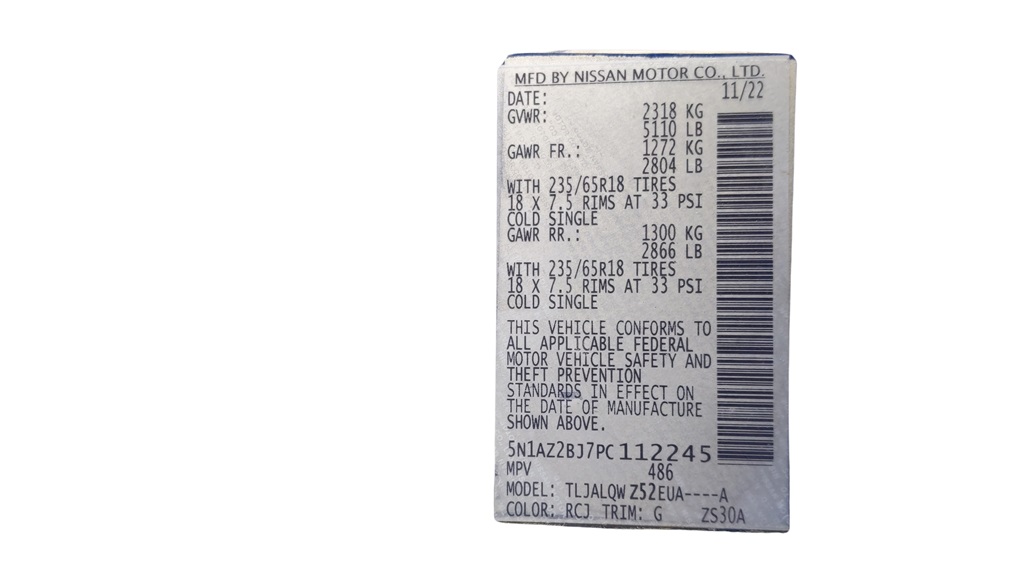 MFD BY NISSAN MOTOR CO., LTD.
DATE: 11/22
GVWR: 2318 KG
5110 LB
GAWR FR.: 1272 KG
2804 LB
WITH 235/65R18 TIRES
18 X 7.5 RIMS AT 33 PSI
COLD SINGLE
GAWR RR.: 1300 KG
2866 LB
WITH 235/65R18 TIRES
18 X 7.5 RIMS AT 33 PSI
COLD SINGLE
THIS VEHICLE CONFORMS TO
ALL APPLICABLE FEDERAL
MOTOR VEHICLE SAFETY AND
THEFT PREVENTION
STANDARDS IN EFFECT ON
THE DATE OF MANUFACTURE
SHOWN ABOVE.
5N1AZ2BJ7PC112245
MPV 486
MODEL: TLJALQWZ52EUA----A
COLOR: RCJ TRIM: G ZS30A